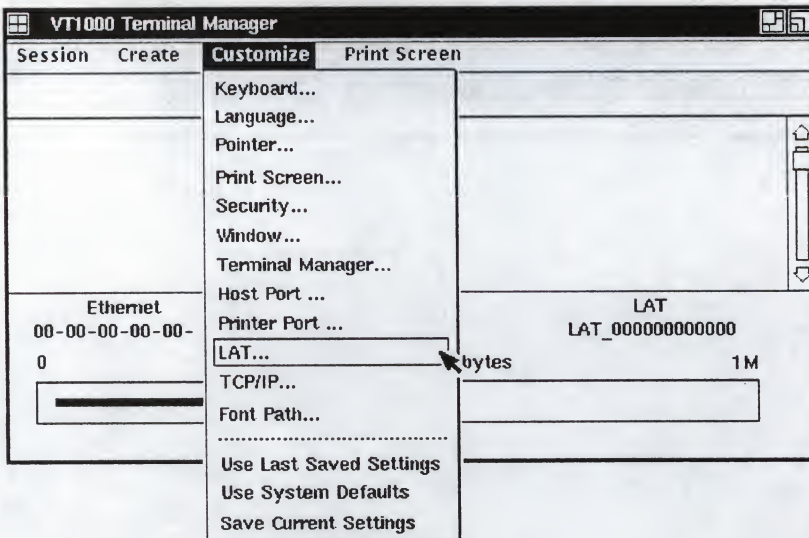 VT1000 Terminal Manager
Session Create Customize Print Screen
Keyboard...
Language...
Pointer...
Print Screen...
Security...
Window...
Terminal Manager...
Host Port ...
Printer Port ...
LAT...
TCP/IP...
Font Path...
Use Last Saved Settings
Use System Defaults
Save Current Settings
Ethernet
00-00-00-00-00-
0
bytes
1M
LAT
LAT_000000000000